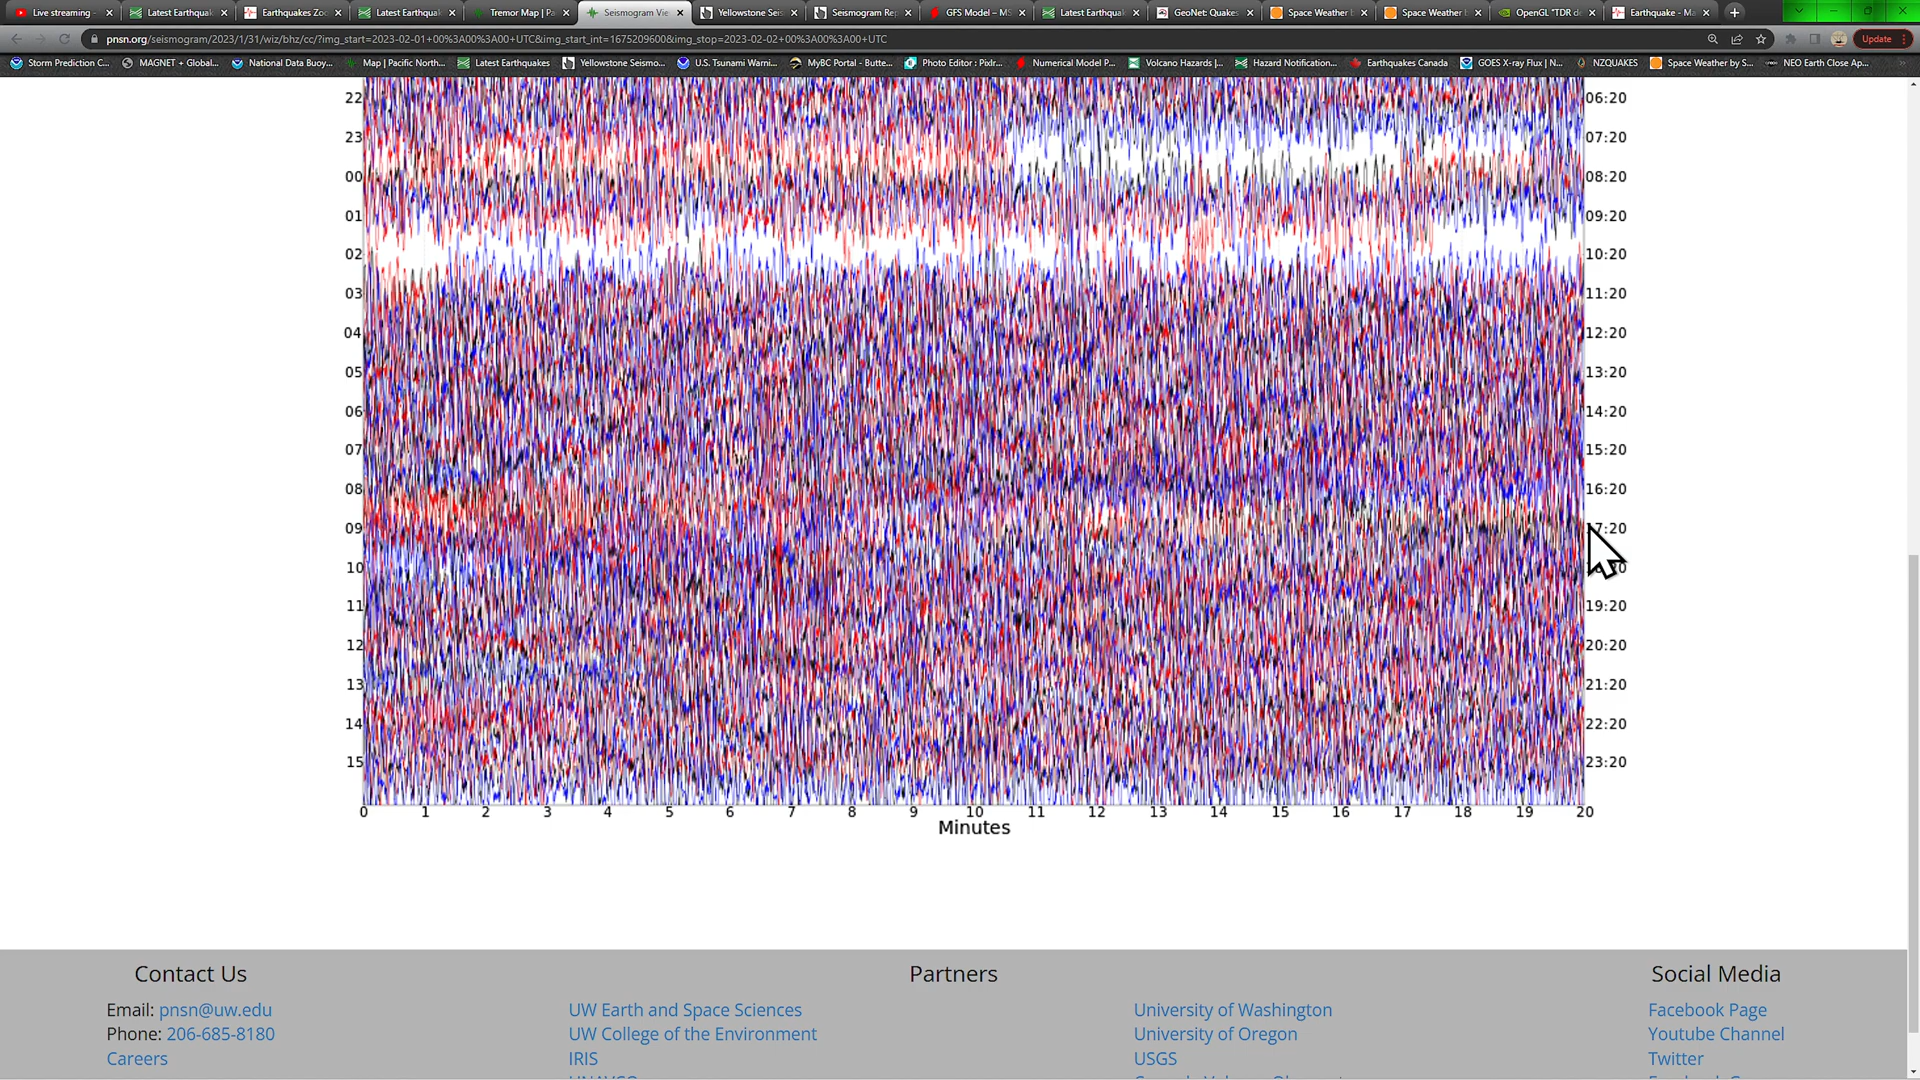 Live streaming -
Latest Earthquak
Earthquakes Zo
Latest Earthquak
Tremor Map | Pa
Seismogram Vie
Yellowstone Seis
Seismogram Re
GFS Model – MS
Latest Earthquak
GeoNet: Quakes
Space Weather b
Space Weather b
OpenGL "TDR de
Earthquake - Ma
pnsn.org/seismogram/2023/1/31/wiz/bhz/cc/?img_start=2023-02-01+00%3A00%3A00+UTC&img_start_int=1675209600&img_stop=2023-02-02+00%3A00%3A00+UTC
Update
Storm Prediction C...
MAGNET + Global...
National Data Buoy...
Map | Pacific North...
Latest Earthquakes
Yellowstone Seismo...
U.S. Tsunami Warni...
MyBC Portal - Butte...
Photo Editor : Pixlr...
Numerical Model P...
Volcano Hazards |...
Hazard Notification...
Earthquakes Canada
GOES X-ray Flux | N...
NZQUAKES
Space Weather by S...
NEO Earth Close Ap...
22 06:20
23 07:20
00 08:20
01 09:20
02 10:20
03 11:20
04 12:20
05 13:20
06 14:20
07 15:20
08 16:20
09 7:20
10
11 19:20
12 20:20
13 21:20
14 22:20
15 23:20
0 1 2 3 4 5 6 7 8 9 10 11 12 13 14 15 16 17 18 19 20
Minutes
Contact Us
Email: pnsn@uw.edu
Phone: 206-685-8180
Careers
Partners
UW Earth and Space Sciences
UW College of the Environment
IRIS
University of Washington
University of Oregon
USGS
Social Media
Facebook Page
Youtube Channel
Twitter